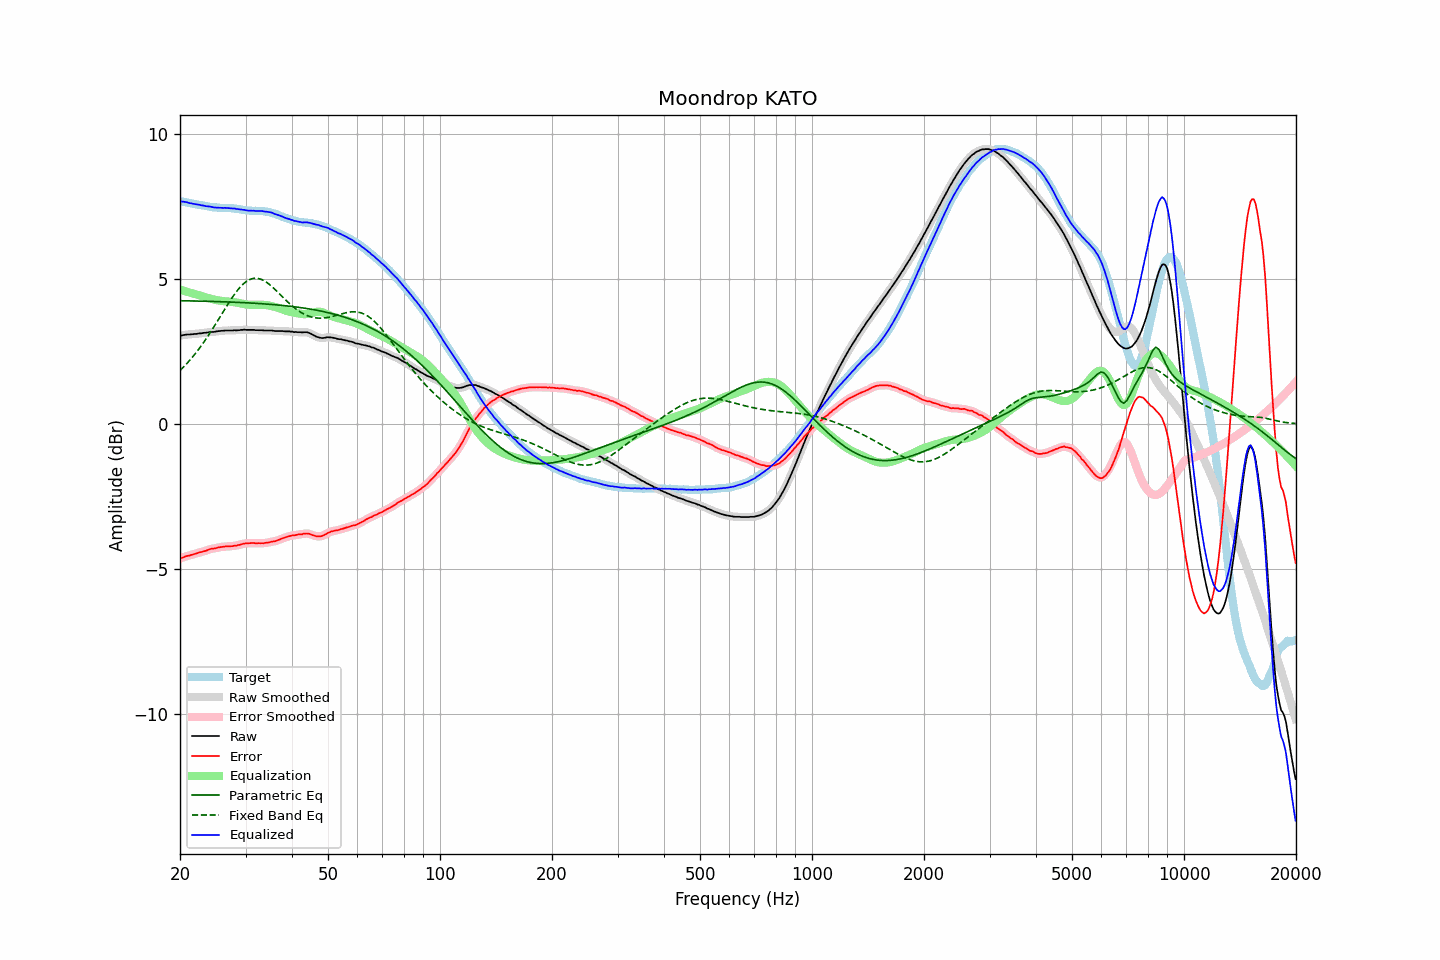 Moondrop KATO
Amplitude (dBr)
10
5
0
−5
−10
Target
Raw Smoothed
Error Smoothed
Raw
Error
Equalization
Parametric Eq
Fixed Band Eq
Equalized
20 50 100 200 500 1000 2000 5000 10000 20000
Frequency (Hz)